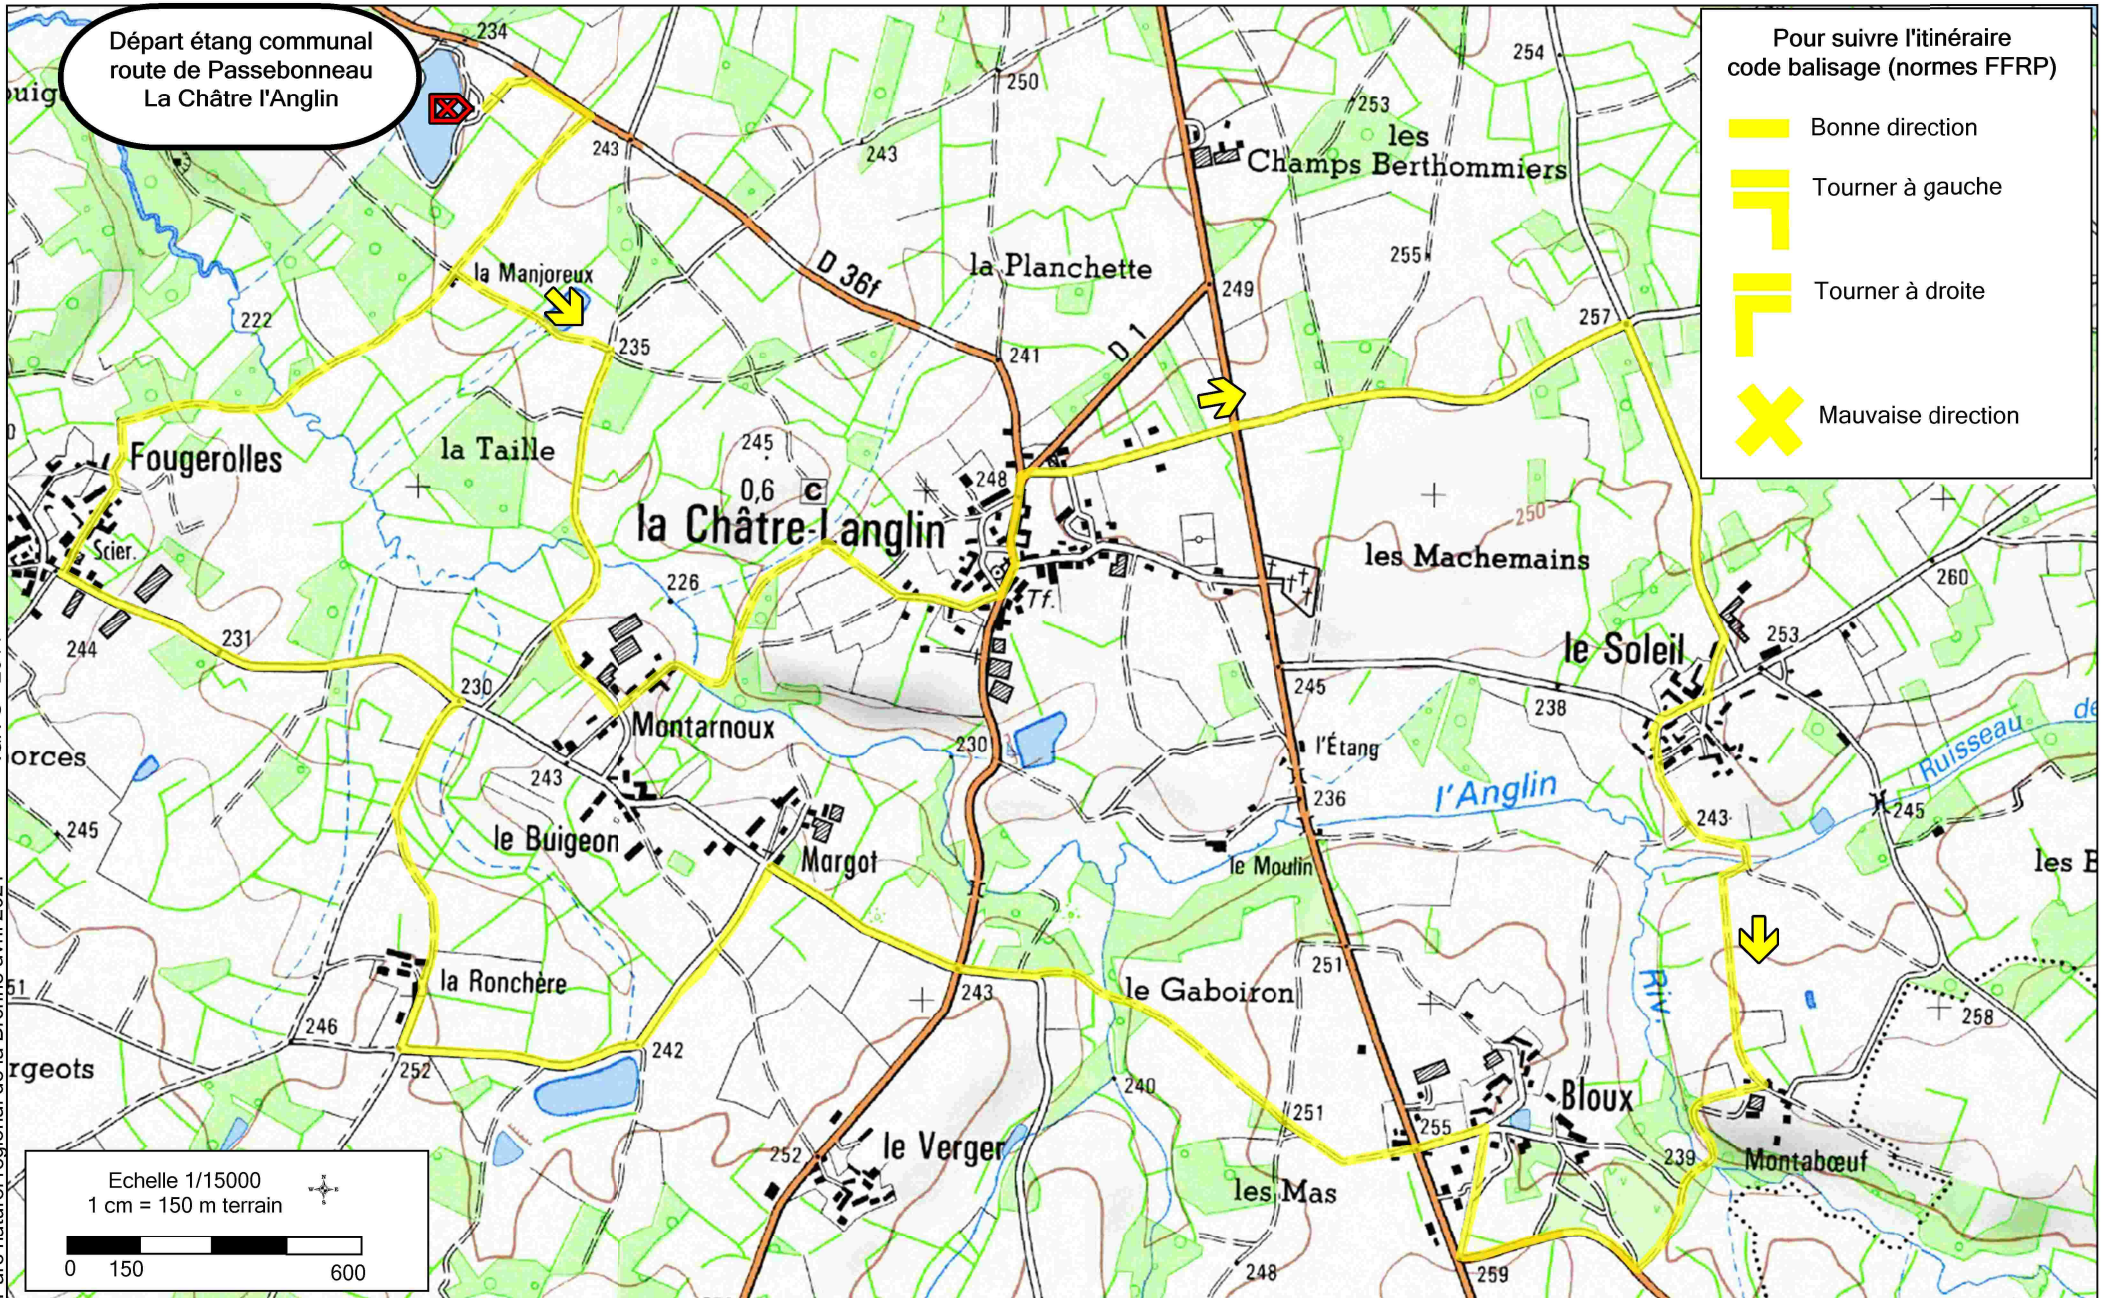 Départ étang communal
route de Passebonneau
La Châtre l'Anglin
Pour suivre l'itinéraire
code balisage (normes FFRP)
Bonne direction
Tourner à gauche
Tourner à droite
Mauvaise direction
234
250
254
253
243
243
les
Champs Berthommiers
255
la Manjoreux
D 36f
la Planchette
249
222
257
235
241
D 1
Fougerolles
la Taille
245
0,6 C
248
250
la Châtre-Langlin
Scier.
les Machemains
226
Tf.
260
244
231
le Soleil
253
230
245
238
Montarnoux
230
l'Étang
Ruisseau de
orces
243
236
l'Anglin
245
le Buigeon
243
245
Margot
le Moulin
les B
la Ronchère
243
le Gaboiron
251
Riv.
51
246
258
242
rgeots
252
240
251
Bloux
255
le Verger
252
239
Montabœuf
les Mas
248
259
Echelle 1/15000
1 cm = 150 m terrain
0 150 600